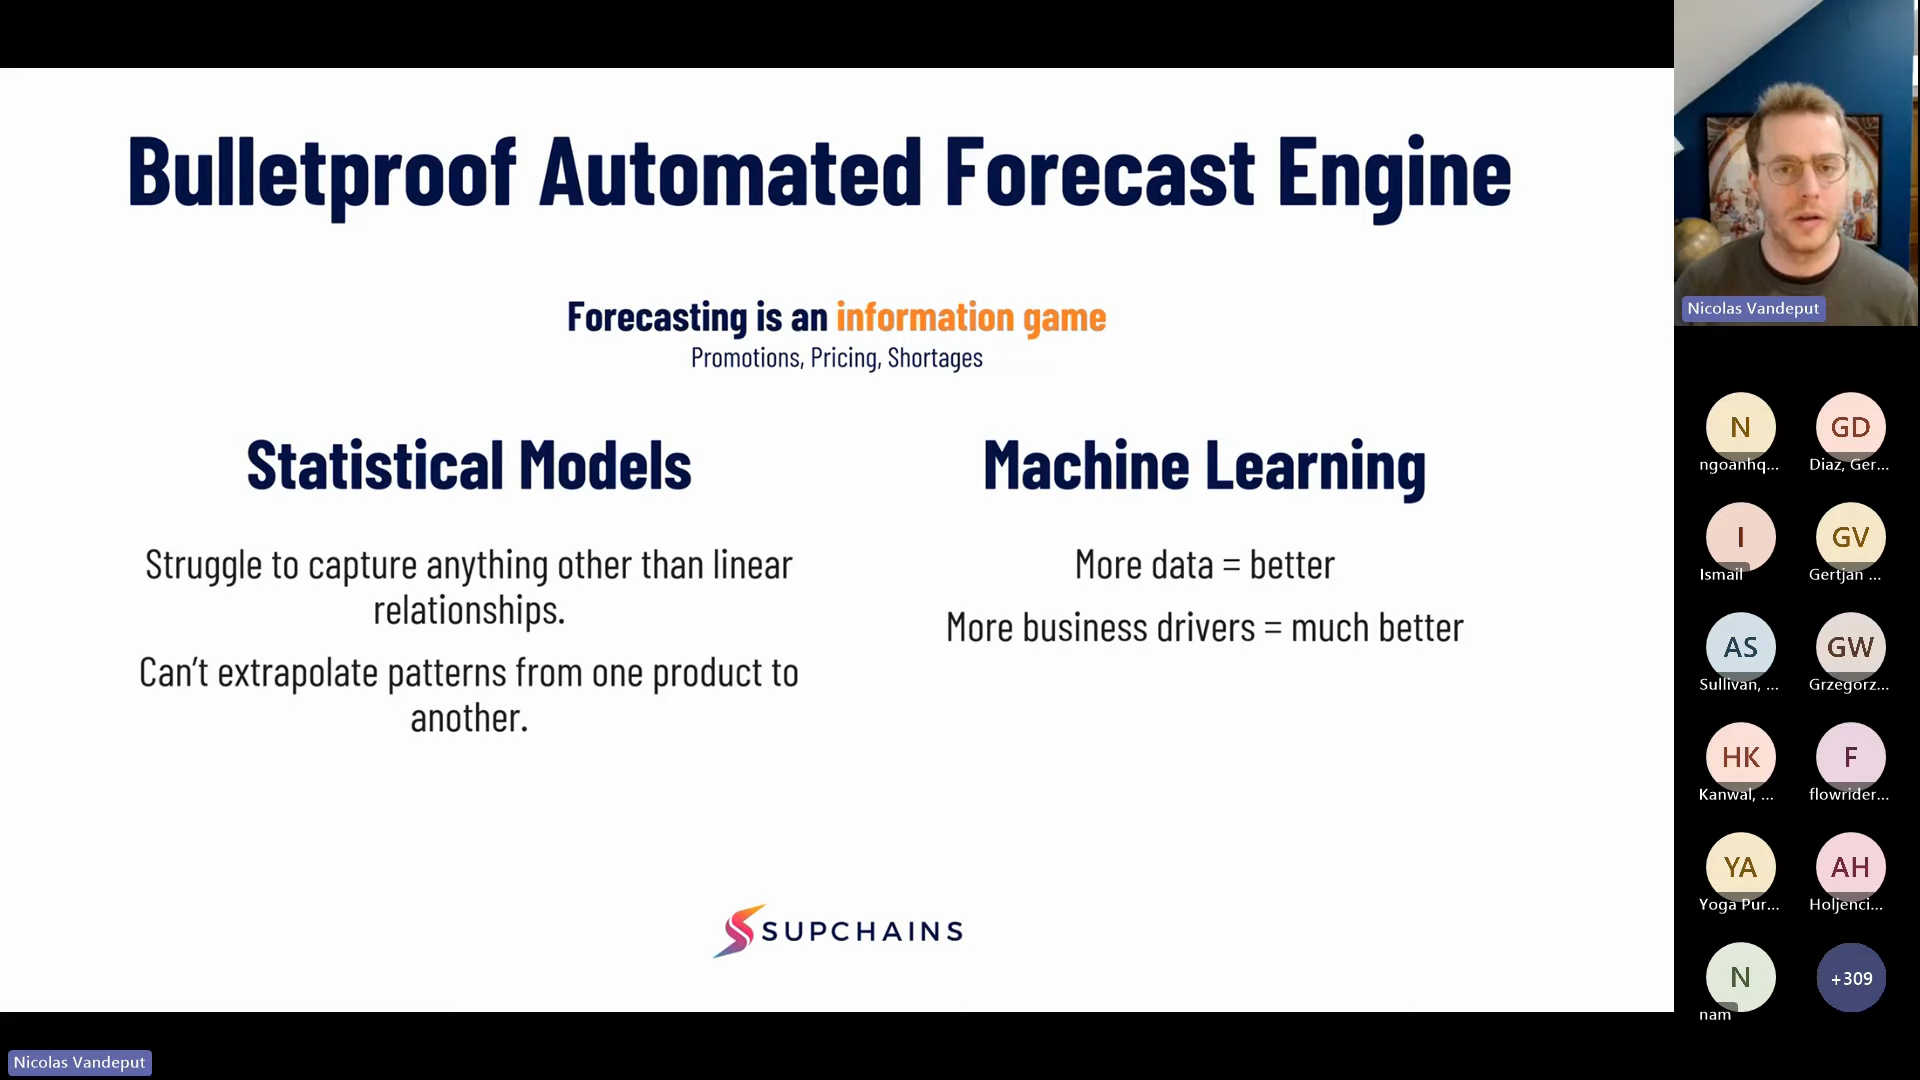 Bulletproof Automated Forecast Engine
Forecasting is an information game
Promotions, Pricing, Shortages
Statistical Models
Struggle to capture anything other than linear
relationships.
Can't extrapolate patterns from one product to
another.
Machine Learning
More data = better
More business drivers = much better
SUPCHAINS
Nicolas Vandeput
Nicolas Vandeput
N
GD
ngoanhq...
Diaz, Ger...
I
GV
Ismail
Gertjan ...
AS
GW
Sullivan, ...
Grzegorz...
HK
F
Kanwal, ...
flowrider...
YA
AH
Yoga Pur...
Holjenci...
N
+309
nam